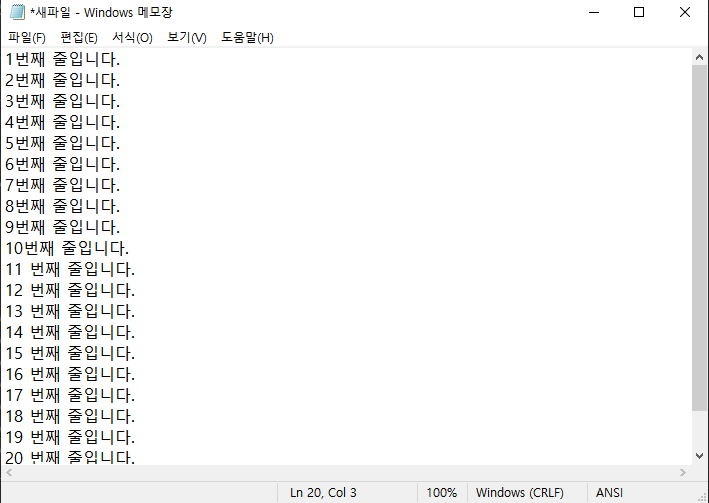 *새파일 - Windows 메모장
파일(F) 편집(E) 서식(O) 보기(V) 도움말(H)
1번째 줄입니다.
2번째 줄입니다.
3번째 줄입니다.
4번째 줄입니다.
5번째 줄입니다.
6번째 줄입니다.
7번째 줄입니다.
8번째 줄입니다.
9번째 줄입니다.
10번째 줄입니다.
11 번째 줄입니다.
12 번째 줄입니다.
13 번째 줄입니다.
14 번째 줄입니다.
15 번째 줄입니다.
16 번째 줄입니다.
17 번째 줄입니다.
18 번째 줄입니다.
19 번째 줄입니다.
20 번째 줄입니다.
Ln 20, Col 3 100% Windows (CRLF) ANSI